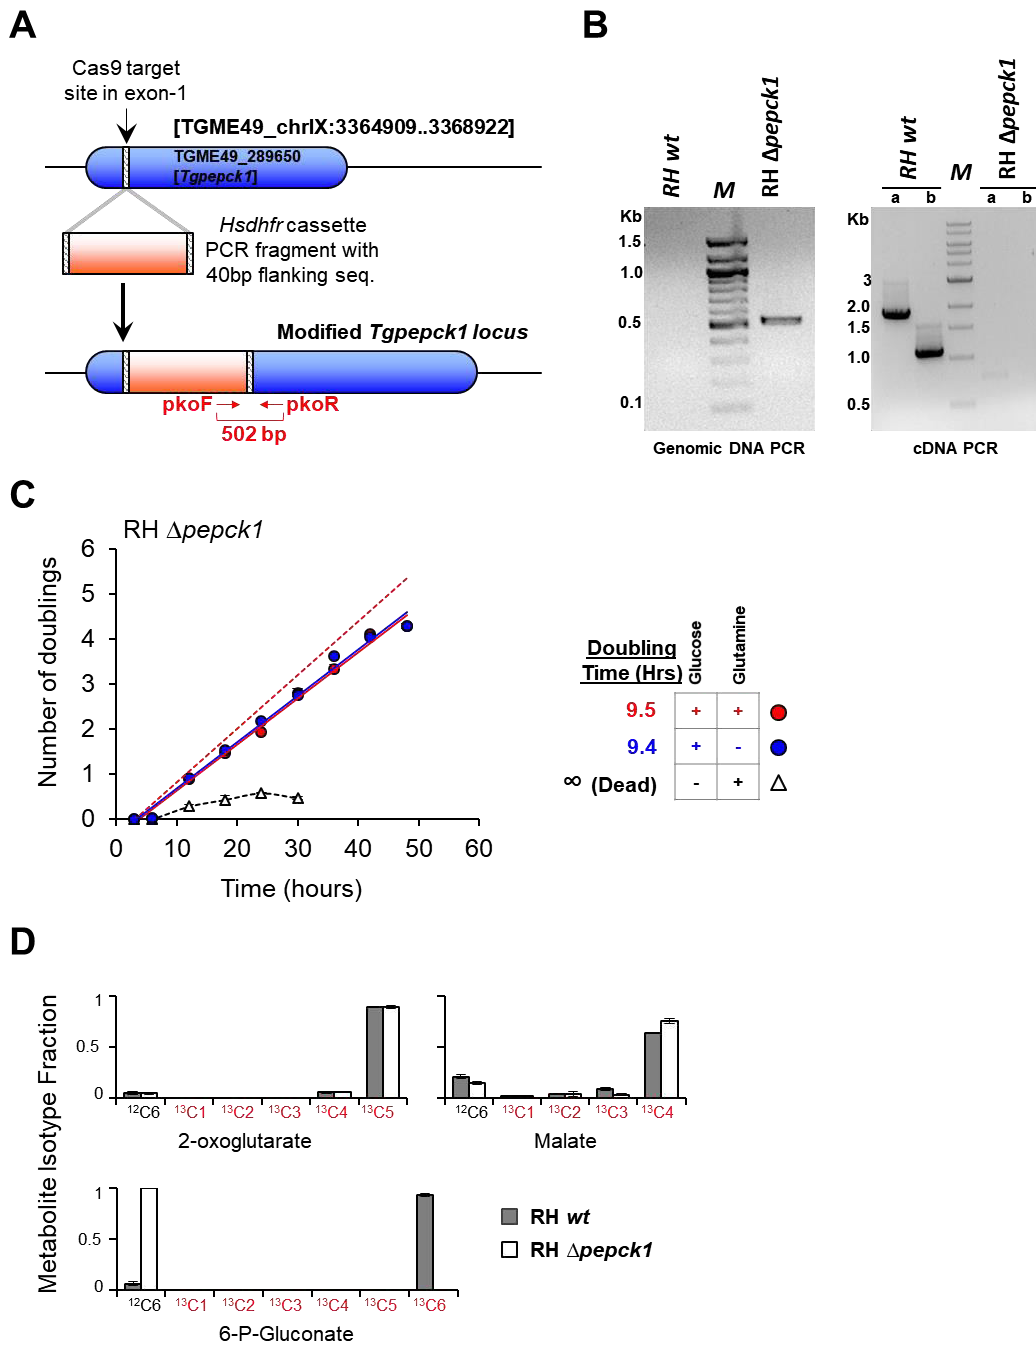 A
Cas9 target
site in exon-1
[TGME49_chrIX:3364909..3368922]
TGME49_289650
[Tgpepck1]
Hsdhfr cassette
PCR fragment with
40bp flanking seq.
Modified Tgpepck1 locus
pkoF
pkoR
502 bp
B
RH wt
M
RH Δpepck1
Kb
1.5
1.0
0.5
0.1
Genomic DNA PCR
RH wt
M
RH Δpepck1
a
b
a
b
Kb
3
2.0
1.5
1.0
0.5
cDNA PCR
C
RH Δpepck1
Number of doublings
6
5
4
3
2
1
0
0 10 20 30 40 50 60
Time (hours)
Doubling
Time (Hrs)
Glucose
Glutamine
9.5 + +
9.4 + -
∞ (Dead) - +
D
Metabolite Isotype Fraction
1
0.5
0
¹²C6 ¹³C1 ¹³C2 ¹³C3 ¹³C4 ¹³C5
2-oxoglutarate
¹²C6 ¹³C1 ¹³C2 ¹³C3 ¹³C4
Malate
1
0.5
0
¹²C6 ¹³C1 ¹³C2 ¹³C3 ¹³C4 ¹³C5 ¹³C6
6-P-Gluconate
RH wt
RH Δpepck1